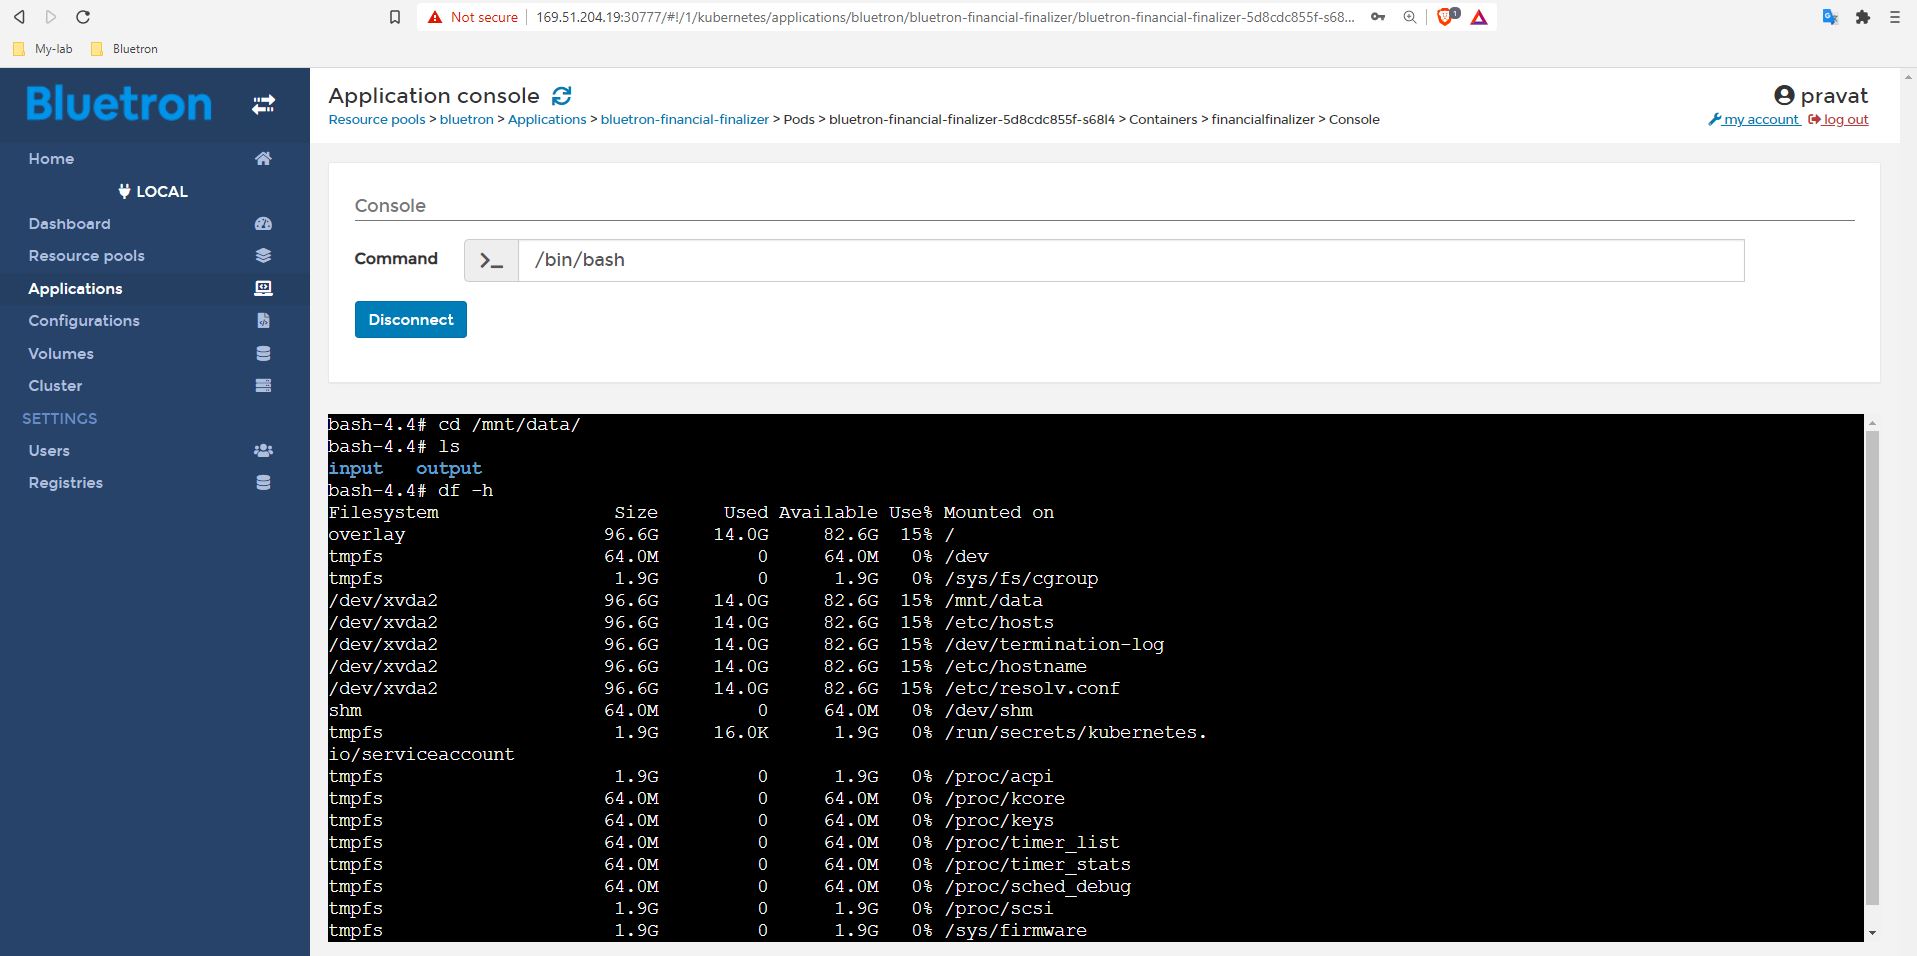 Not secure 169.51.204.19:30777/#!/1/kubernetes/applications/bluetron/bluetron-financial-finalizer/bluetron-financial-finalizer-5d8cdc855f-s68... 1
My-lab Bluetron
Bluetron
Home
LOCAL
Dashboard
Resource pools
Applications
Configurations
Volumes
Cluster
SETTINGS
Users
Registries
Application console
pravat
Resource pools > bluetron > Applications > bluetron-financial-finalizer > Pods > bluetron-financial-finalizer-5d8cdc855f-s68l4 > Containers > financialfinalizer > Console
my account log out
Console
Command >_ /bin/bash
Disconnect
bash-4.4# cd /mnt/data/
bash-4.4# ls
input output
bash-4.4# df -h
Filesystem Size Used Available Use% Mounted on
overlay 96.6G 14.0G 82.6G 15% /
tmpfs 64.0M 0 64.0M 0% /dev
tmpfs 1.9G 0 1.9G 0% /sys/fs/cgroup
/dev/xvda2 96.6G 14.0G 82.6G 15% /mnt/data
/dev/xvda2 96.6G 14.0G 82.6G 15% /etc/hosts
/dev/xvda2 96.6G 14.0G 82.6G 15% /dev/termination-log
/dev/xvda2 96.6G 14.0G 82.6G 15% /etc/hostname
/dev/xvda2 96.6G 14.0G 82.6G 15% /etc/resolv.conf
shm 64.0M 0 64.0M 0% /dev/shm
tmpfs 1.9G 16.0K 1.9G 0% /run/secrets/kubernetes.
io/serviceaccount
tmpfs 1.9G 0 1.9G 0% /proc/acpi
tmpfs 64.0M 0 64.0M 0% /proc/kcore
tmpfs 64.0M 0 64.0M 0% /proc/keys
tmpfs 64.0M 0 64.0M 0% /proc/timer_list
tmpfs 64.0M 0 64.0M 0% /proc/timer_stats
tmpfs 64.0M 0 64.0M 0% /proc/sched_debug
tmpfs 1.9G 0 1.9G 0% /proc/scsi
tmpfs 1.9G 0 1.9G 0% /sys/firmware